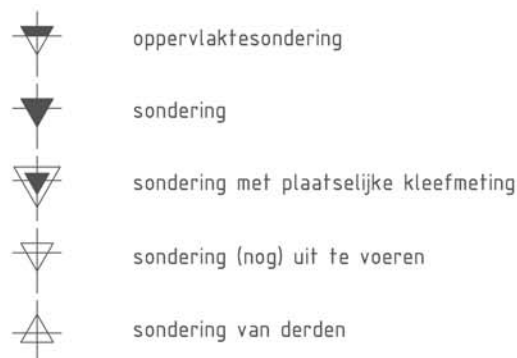 oppervlaktesondering
sondering
sondering met plaatselijke kleefmeting
sondering (nog) uit te voeren
sondering van derden